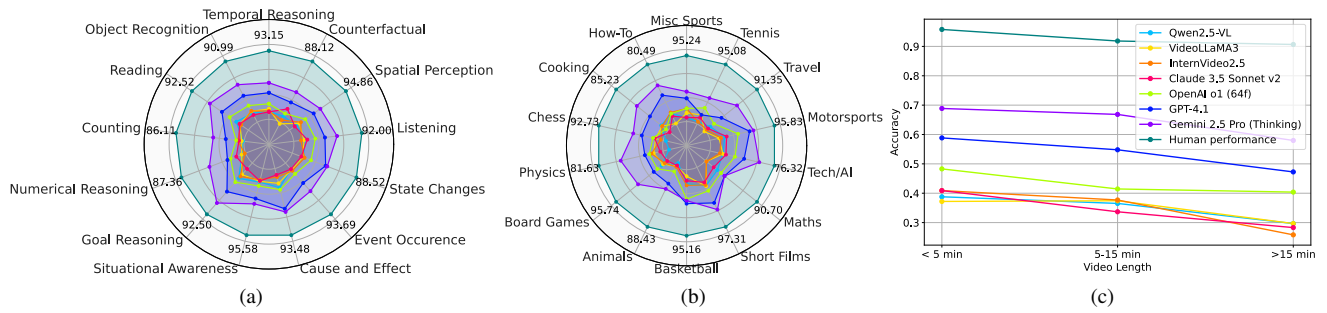 Temporal Reasoning
93.15
Counterfactual
88.12
Spatial Perception
94.86
Listening
92.00
State Changes
88.52
Event Occurence
93.69
Cause and Effect
93.48
Situational Awareness
95.58
Goal Reasoning
92.50
Numerical Reasoning
87.36
Counting
86.11
Reading
92.52
Object Recognition
90.99
(a)
Misc Sports
95.24
Tennis
95.08
Travel
91.35
Motorsports
95.83
Tech/AI
76.32
Maths
90.70
Short Films
97.31
Basketball
95.16
Animals
88.43
Board Games
95.74
Physics
81.63
Chess
92.73
Cooking
85.23
How-To
80.49
(b)
Accuracy
0.9
0.8
0.7
0.6
0.5
0.4
0.3
Qwen2.5-VL
VideoLLaMA3
InternVideo2.5
Claude 3.5 Sonnet v2
OpenAI o1 (64f)
GPT-4.1
Gemini 2.5 Pro (Thinking)
Human performance
< 5 min
5-15 min
>15 min
Video Length
(c)